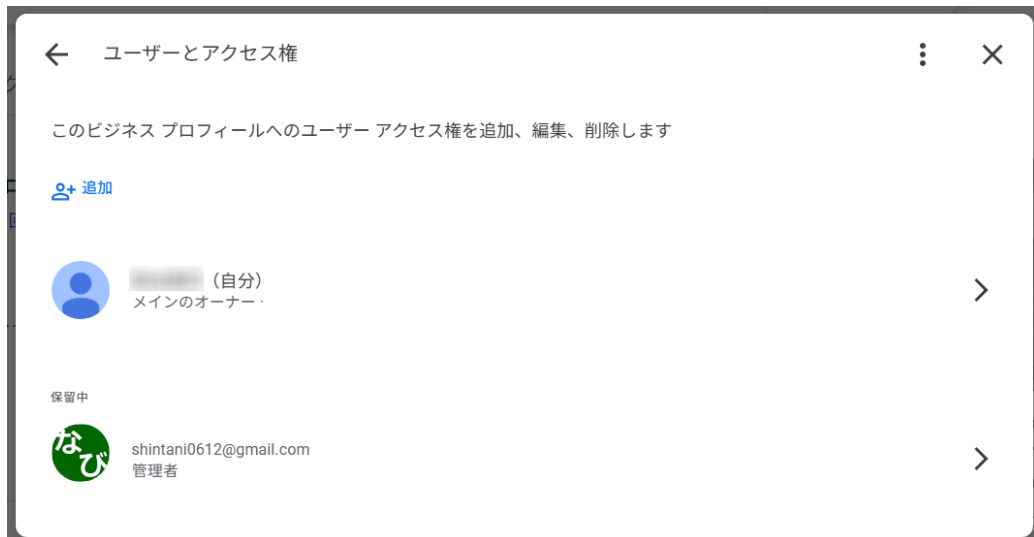 ユーザーとアクセス権
このビジネス プロフィールへのユーザー アクセス権を追加、編集、削除します
追加
（自分）
メインのオーナー ·
保留中
なび
shintani0612@gmail.com
管理者